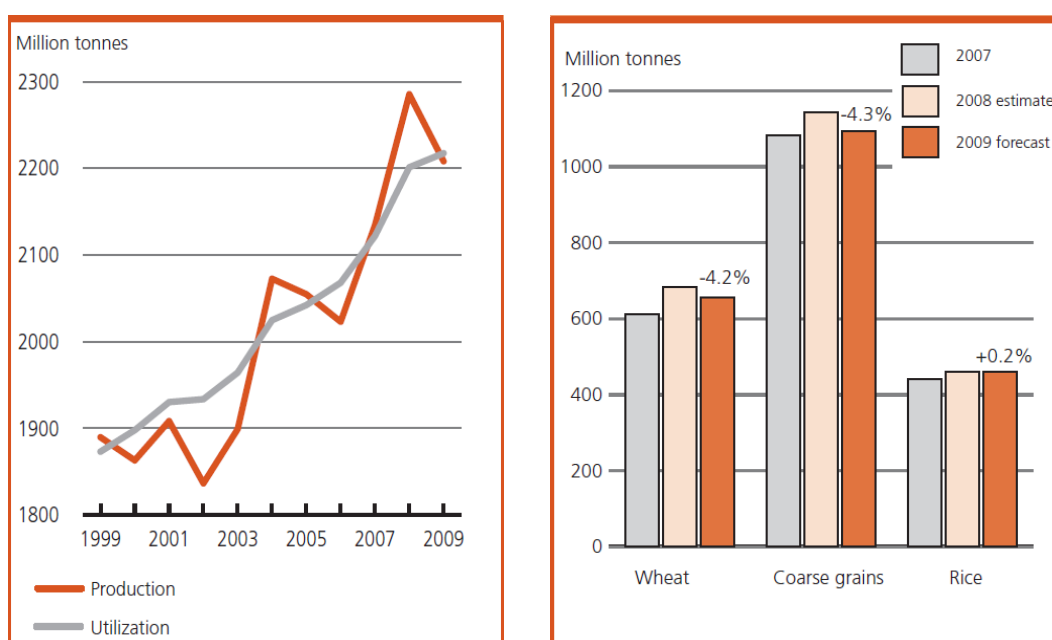 Million tonnes
2300
2200
2100
2000
1900
1800
1999 2001 2003 2005 2007 2009
Production
Utilization
Million tonnes
2007
2008 estimate
2009 forecast
1200
1000
800
600
400
200
0
-4.2%
-4.3%
+0.2%
Wheat Coarse grains Rice